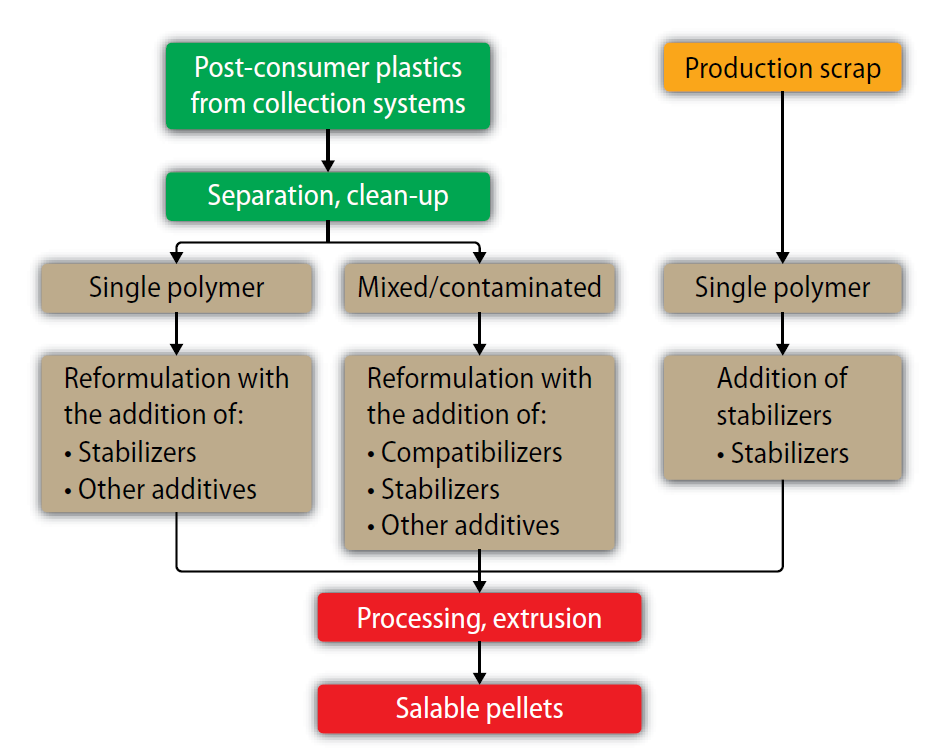 Post-consumer plastics
from collection systems
Production scrap
Separation, clean-up
Single polymer
Mixed/contaminated
Single polymer
Reformulation with
the addition of:
• Stabilizers
• Other additives
Reformulation with
the addition of:
• Compatibilizers
• Stabilizers
• Other additives
Addition of
stabilizers
• Stabilizers
Processing, extrusion
Salable pellets